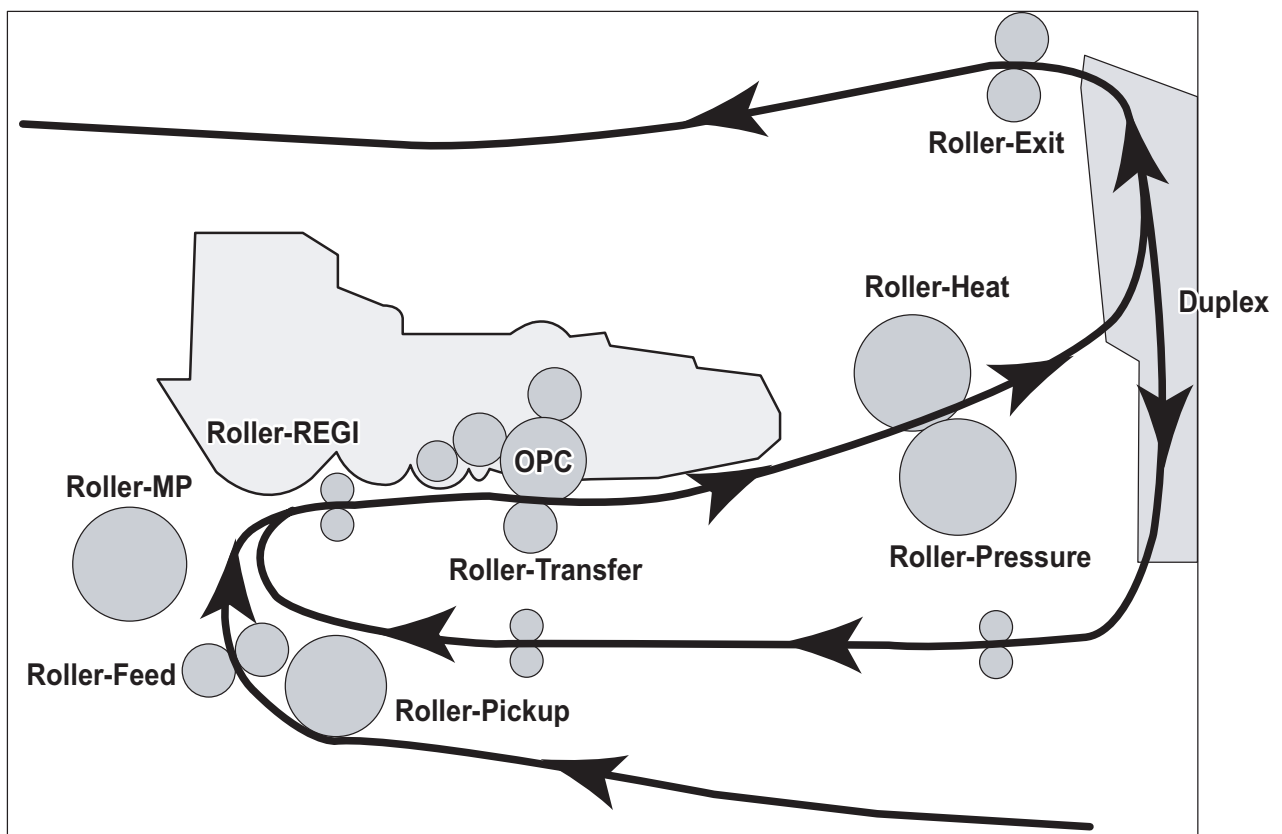 Roller-Exit
Roller-Heat
Duplex
Roller-REGI
OPC
Roller-MP
Roller-Pressure
Roller-Transfer
Roller-Feed
Roller-Pickup